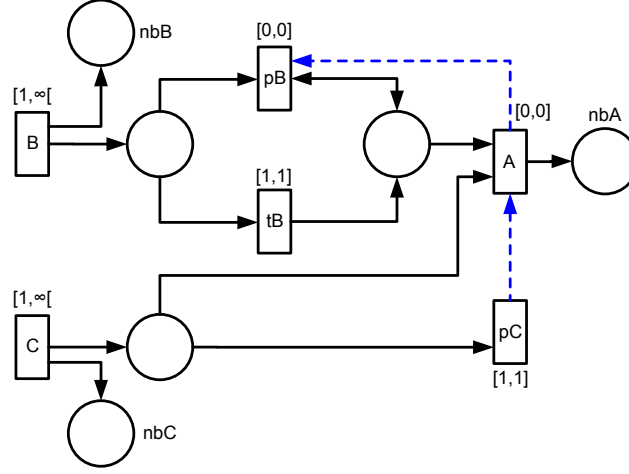 nbB
[0,0]
pB
[1,∞[
B
[0,0]
nbA
A
[1,1]
tB
[1,∞[
C
pC
[1,1]
nbC